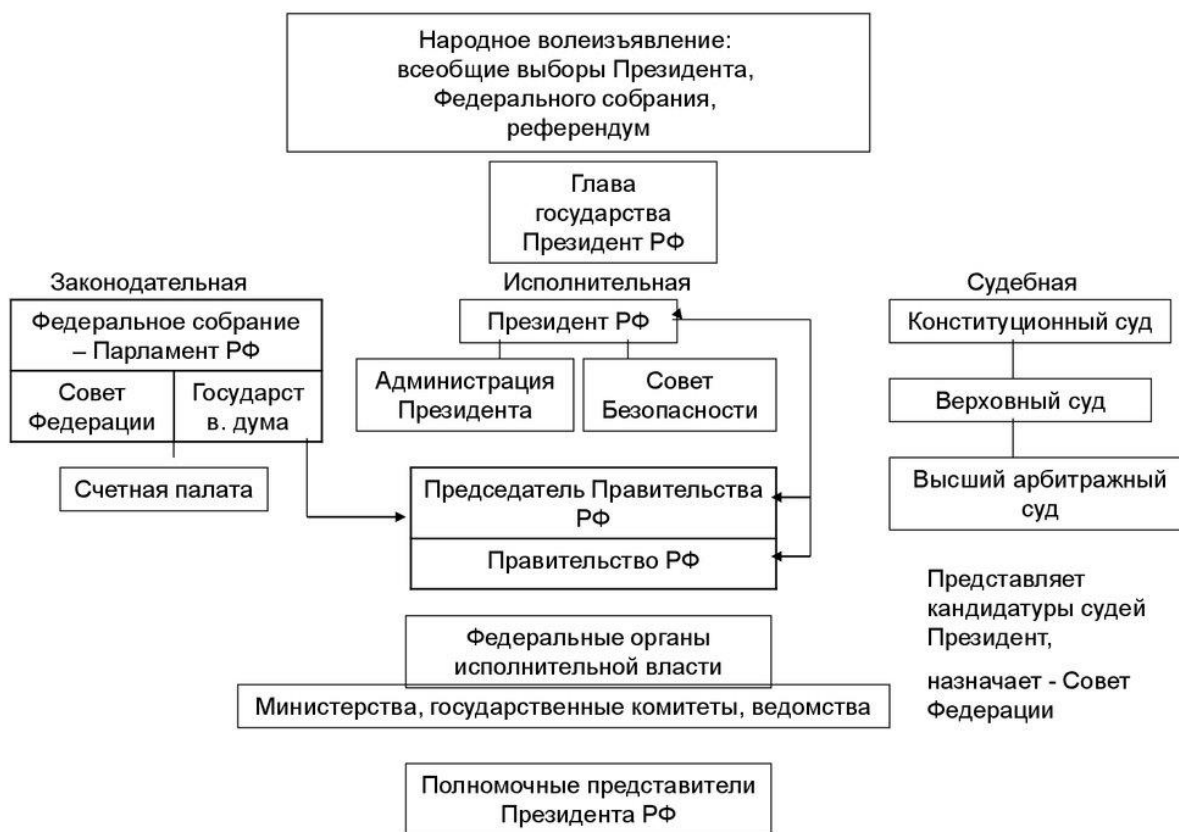 Народное волеизъявление:
всеобщие выборы Президента,
Федерального собрания,
референдум
Глава
государства
Президент РФ
Законодательная
Исполнительная
Судебная
Федеральное собрание
– Парламент РФ
Совет
Федерации
Государст
в. дума
Счетная палата
Президент РФ
Администрация
Президента
Совет
Безопасности
Председатель Правительства
РФ
Правительство РФ
Федеральные органы
исполнительной власти
Министерства, государственные комитеты, ведомства
Полномочные представители
Президента РФ
Конституционный суд
Верховный суд
Высший арбитражный
суд
Представляет
кандидатуры судей
Президент,
назначает - Совет
Федерации